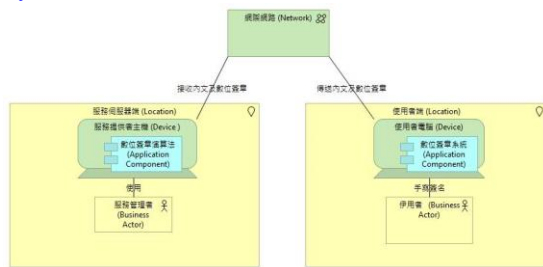 網際網路 (Network)
接收內文及數位簽章
傳送內文及數位簽章
服務伺服器端 (Location)
服務提供者主機 (Device )
數位簽章演算法
(Application
Component)
使用
服務管理者
(Business
Actor)
使用者端 (Location)
使用者電腦 (Device)
數位簽章系統
(Application
Component)
手寫簽名
使用者 (Business
Actor)